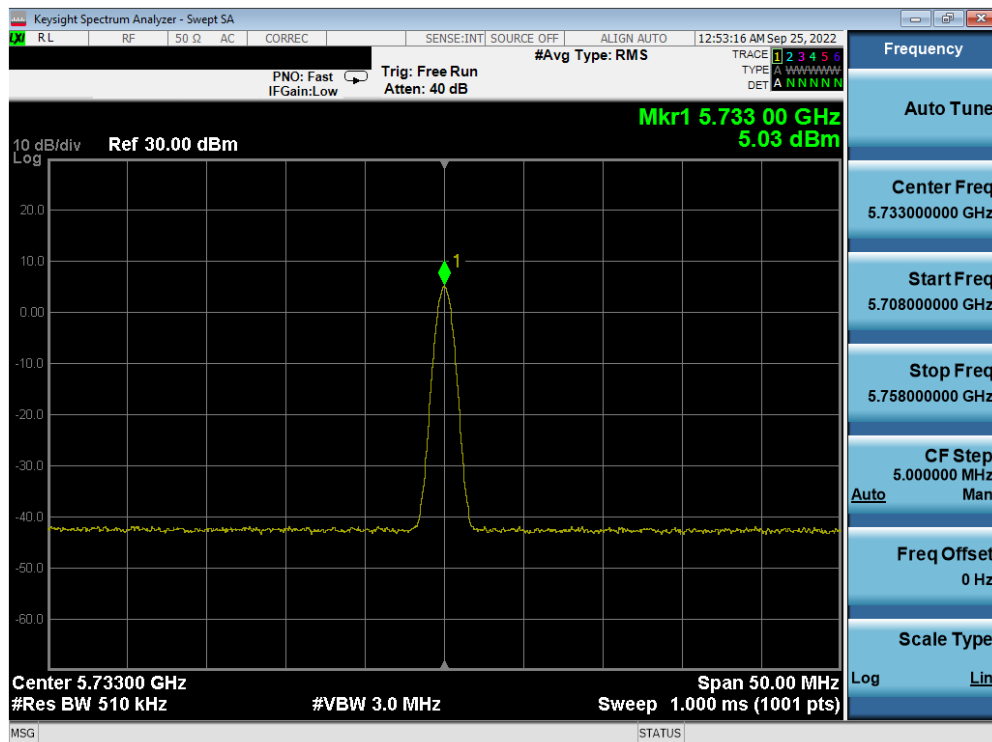 Keysight Spectrum Analyzer - Swept SA
LXI RL RF 50 Ω AC CORREC SENSE:INT SOURCE OFF ALIGN AUTO 12:53:16 AM Sep 25, 2022
PNO: Fast
IFGain:Low
Trig: Free Run
Atten: 40 dB
#Avg Type: RMS
TRACE 1 2 3 4 5 6
TYPE A WWWWW
DET A N N N N N
Mkr1 5.733 00 GHz
5.03 dBm
10 dB/div
Log
Ref 30.00 dBm
20.0
10.0
0.00
-10.0
-20.0
-30.0
-40.0
-50.0
-60.0
1
Center 5.73300 GHz
Span 50.00 MHz
#Res BW 510 kHz
#VBW 3.0 MHz
Sweep 1.000 ms (1001 pts)
MSG
STATUS
Frequency
Auto Tune
Center Freq
5.733000000 GHz
Start Freq
5.708000000 GHz
Stop Freq
5.758000000 GHz
CF Step
5.000000 MHz
Auto Man
Freq Offset
0 Hz
Scale Type
Log Lin